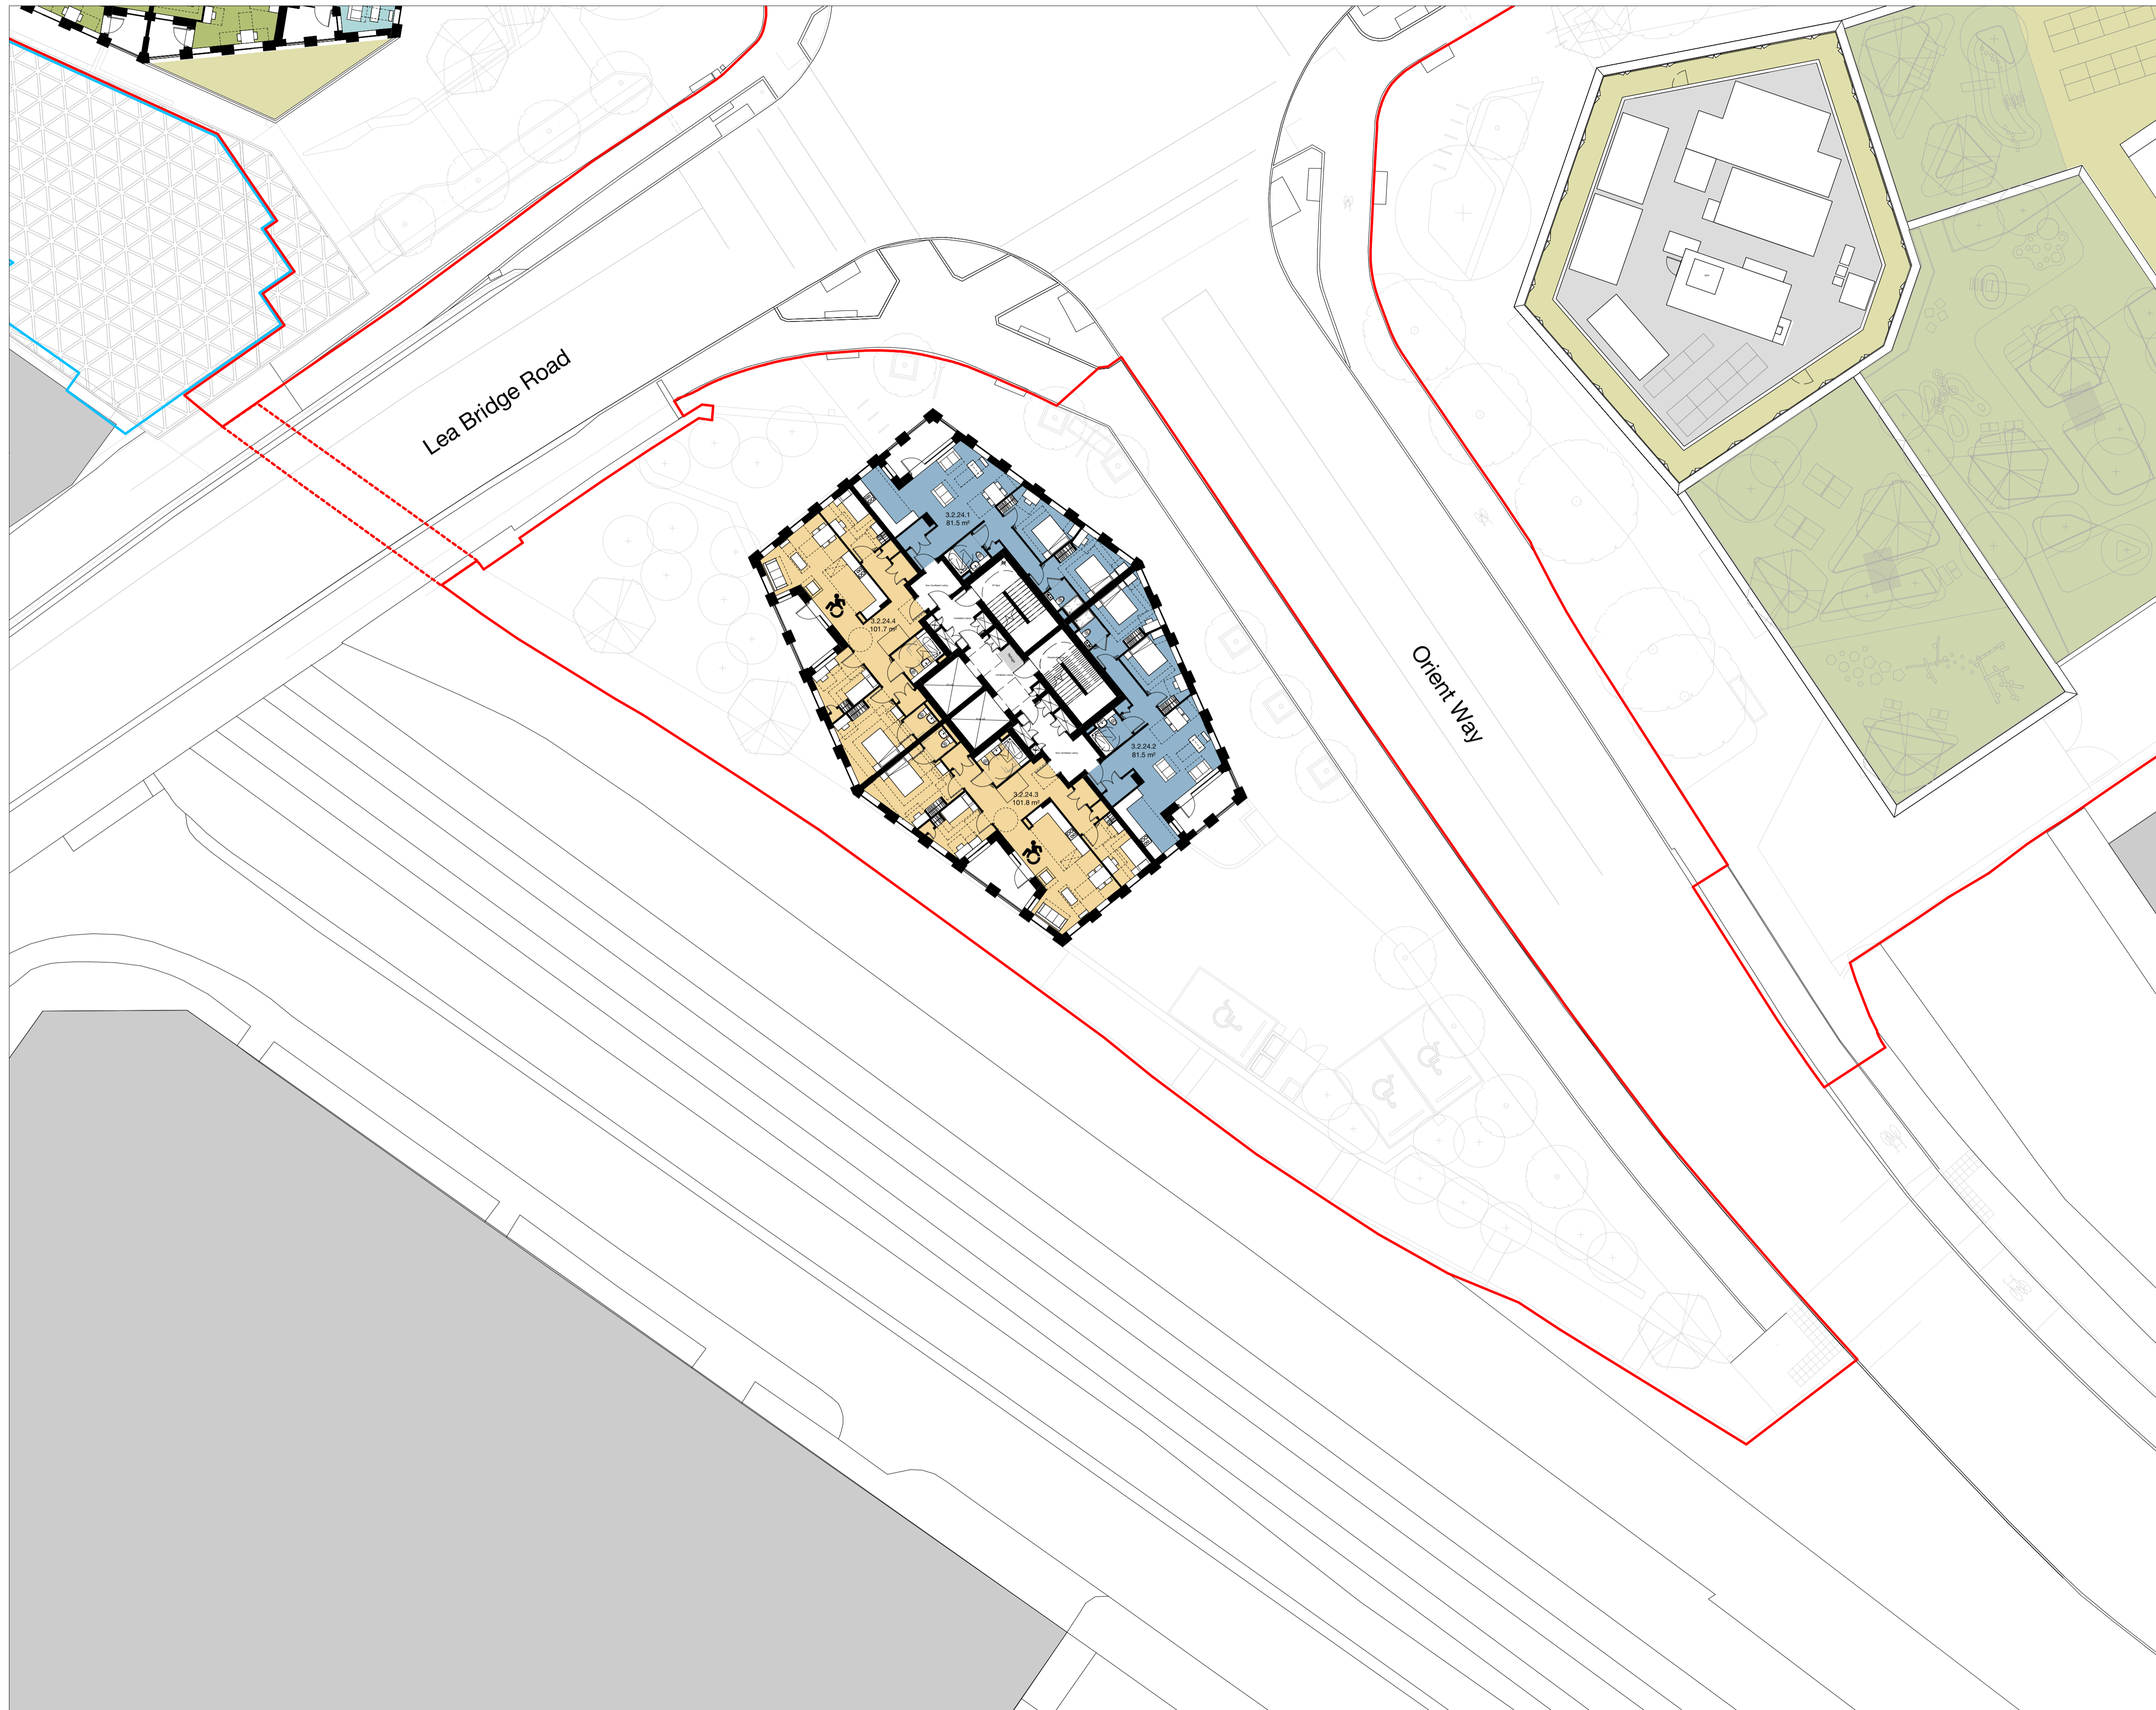 Lea Bridge Road
3.2.24.1
81.5 m²
3.2.24.4
101.7 m²
Orient Way
3.2.24.2
81.5 m²
3.2.24.3
101.8 m²